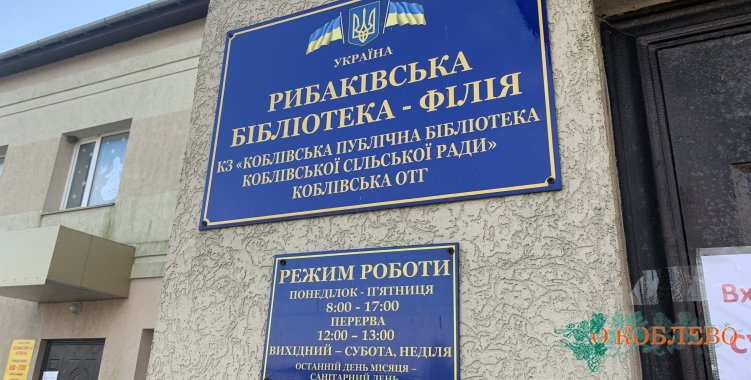 УКРАЇНА
РИБАКІВСЬКА
БІБЛІОТЕКА - ФІЛІЯ
КЗ «КОБЛІВСЬКА ПУБЛІЧНА БІБЛІОТЕКА
КОБЛІВСЬКОЇ СІЛЬСЬКОЇ РАДИ»
КОБЛІВСЬКА ОТГ
РЕЖИМ РОБОТИ
ПОНЕДІЛОК - П'ЯТНИЦЯ
8:00 - 17:00
ПЕРЕРВА
12:00 – 13:00
ВИХІДНИЙ – СУБОТА, НЕДІЛЯ
ОСТАННІЙ ДЕНЬ МІСЯЦЯ –
САНІТАРНИЙ ДЕНЬ
Вх
О КОБЛЕВО